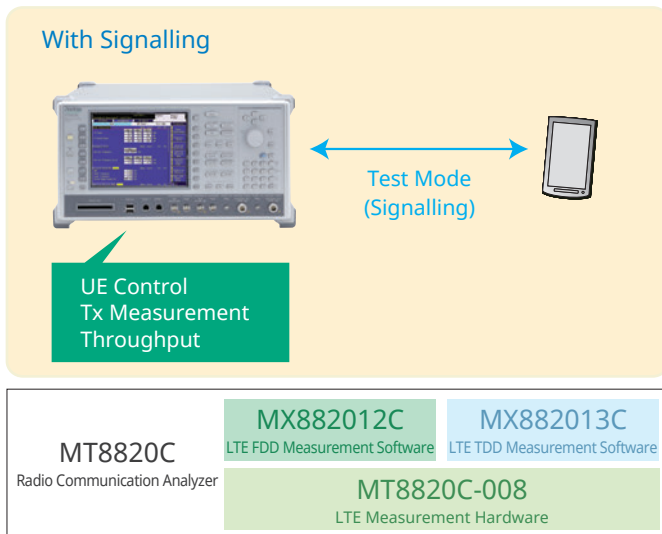 With Signalling
Test Mode
(Signalling)
UE Control
Tx Measurement
Throughput
MT8820C
Radio Communication Analyzer
MX882012C
LTE FDD Measurement Software
MX882013C
LTE TDD Measurement Software
MT8820C-008
LTE Measurement Hardware